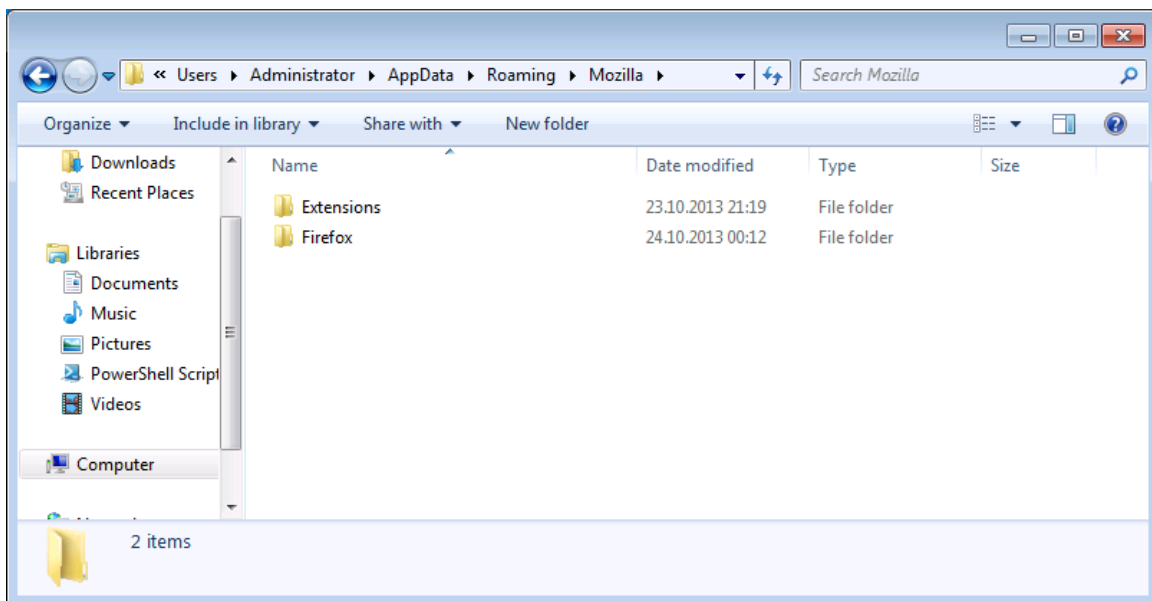 « Users Administrator AppData Roaming Mozilla Search Mozilla
Organize Include in library Share with New folder
Downloads
Recent Places
Libraries
Documents
Music
Pictures
PowerShell Script
Videos
Computer
Name Date modified Type Size
Extensions 23.10.2013 21:19 File folder
Firefox 24.10.2013 00:12 File folder
2 items